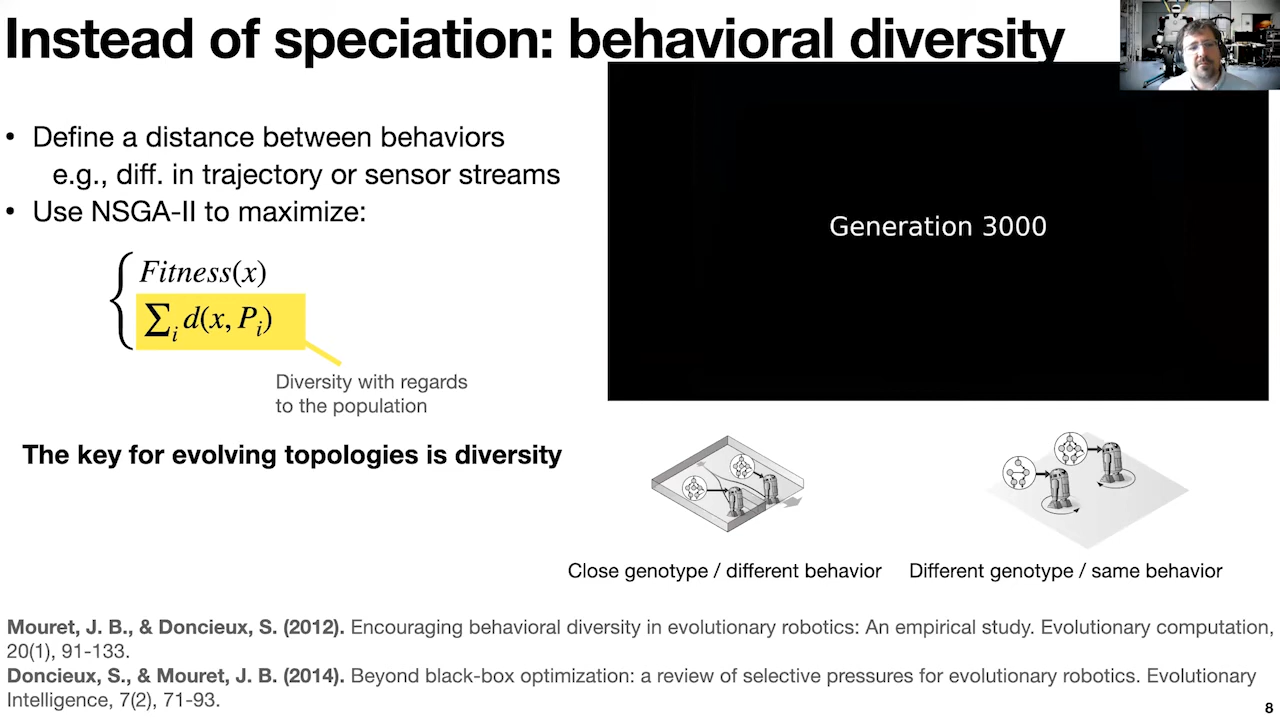 Instead of speciation: behavioral diversity
• Define a distance between behaviors
e.g., diff. in trajectory or sensor streams
• Use NSGA-II to maximize:
Fitness(x)
∑ᵢ d(x, Pᵢ)
Diversity with regards
to the population
The key for evolving topologies is diversity
Generation 3000
Close genotype / different behavior
Different genotype / same behavior
Mouret, J. B., & Doncieux, S. (2012). Encouraging behavioral diversity in evolutionary robotics: An empirical study. Evolutionary computation,
20(1), 91-133.
Doncieux, S., & Mouret, J. B. (2014). Beyond black-box optimization: a review of selective pressures for evolutionary robotics. Evolutionary
Intelligence, 7(2), 71-93.
8